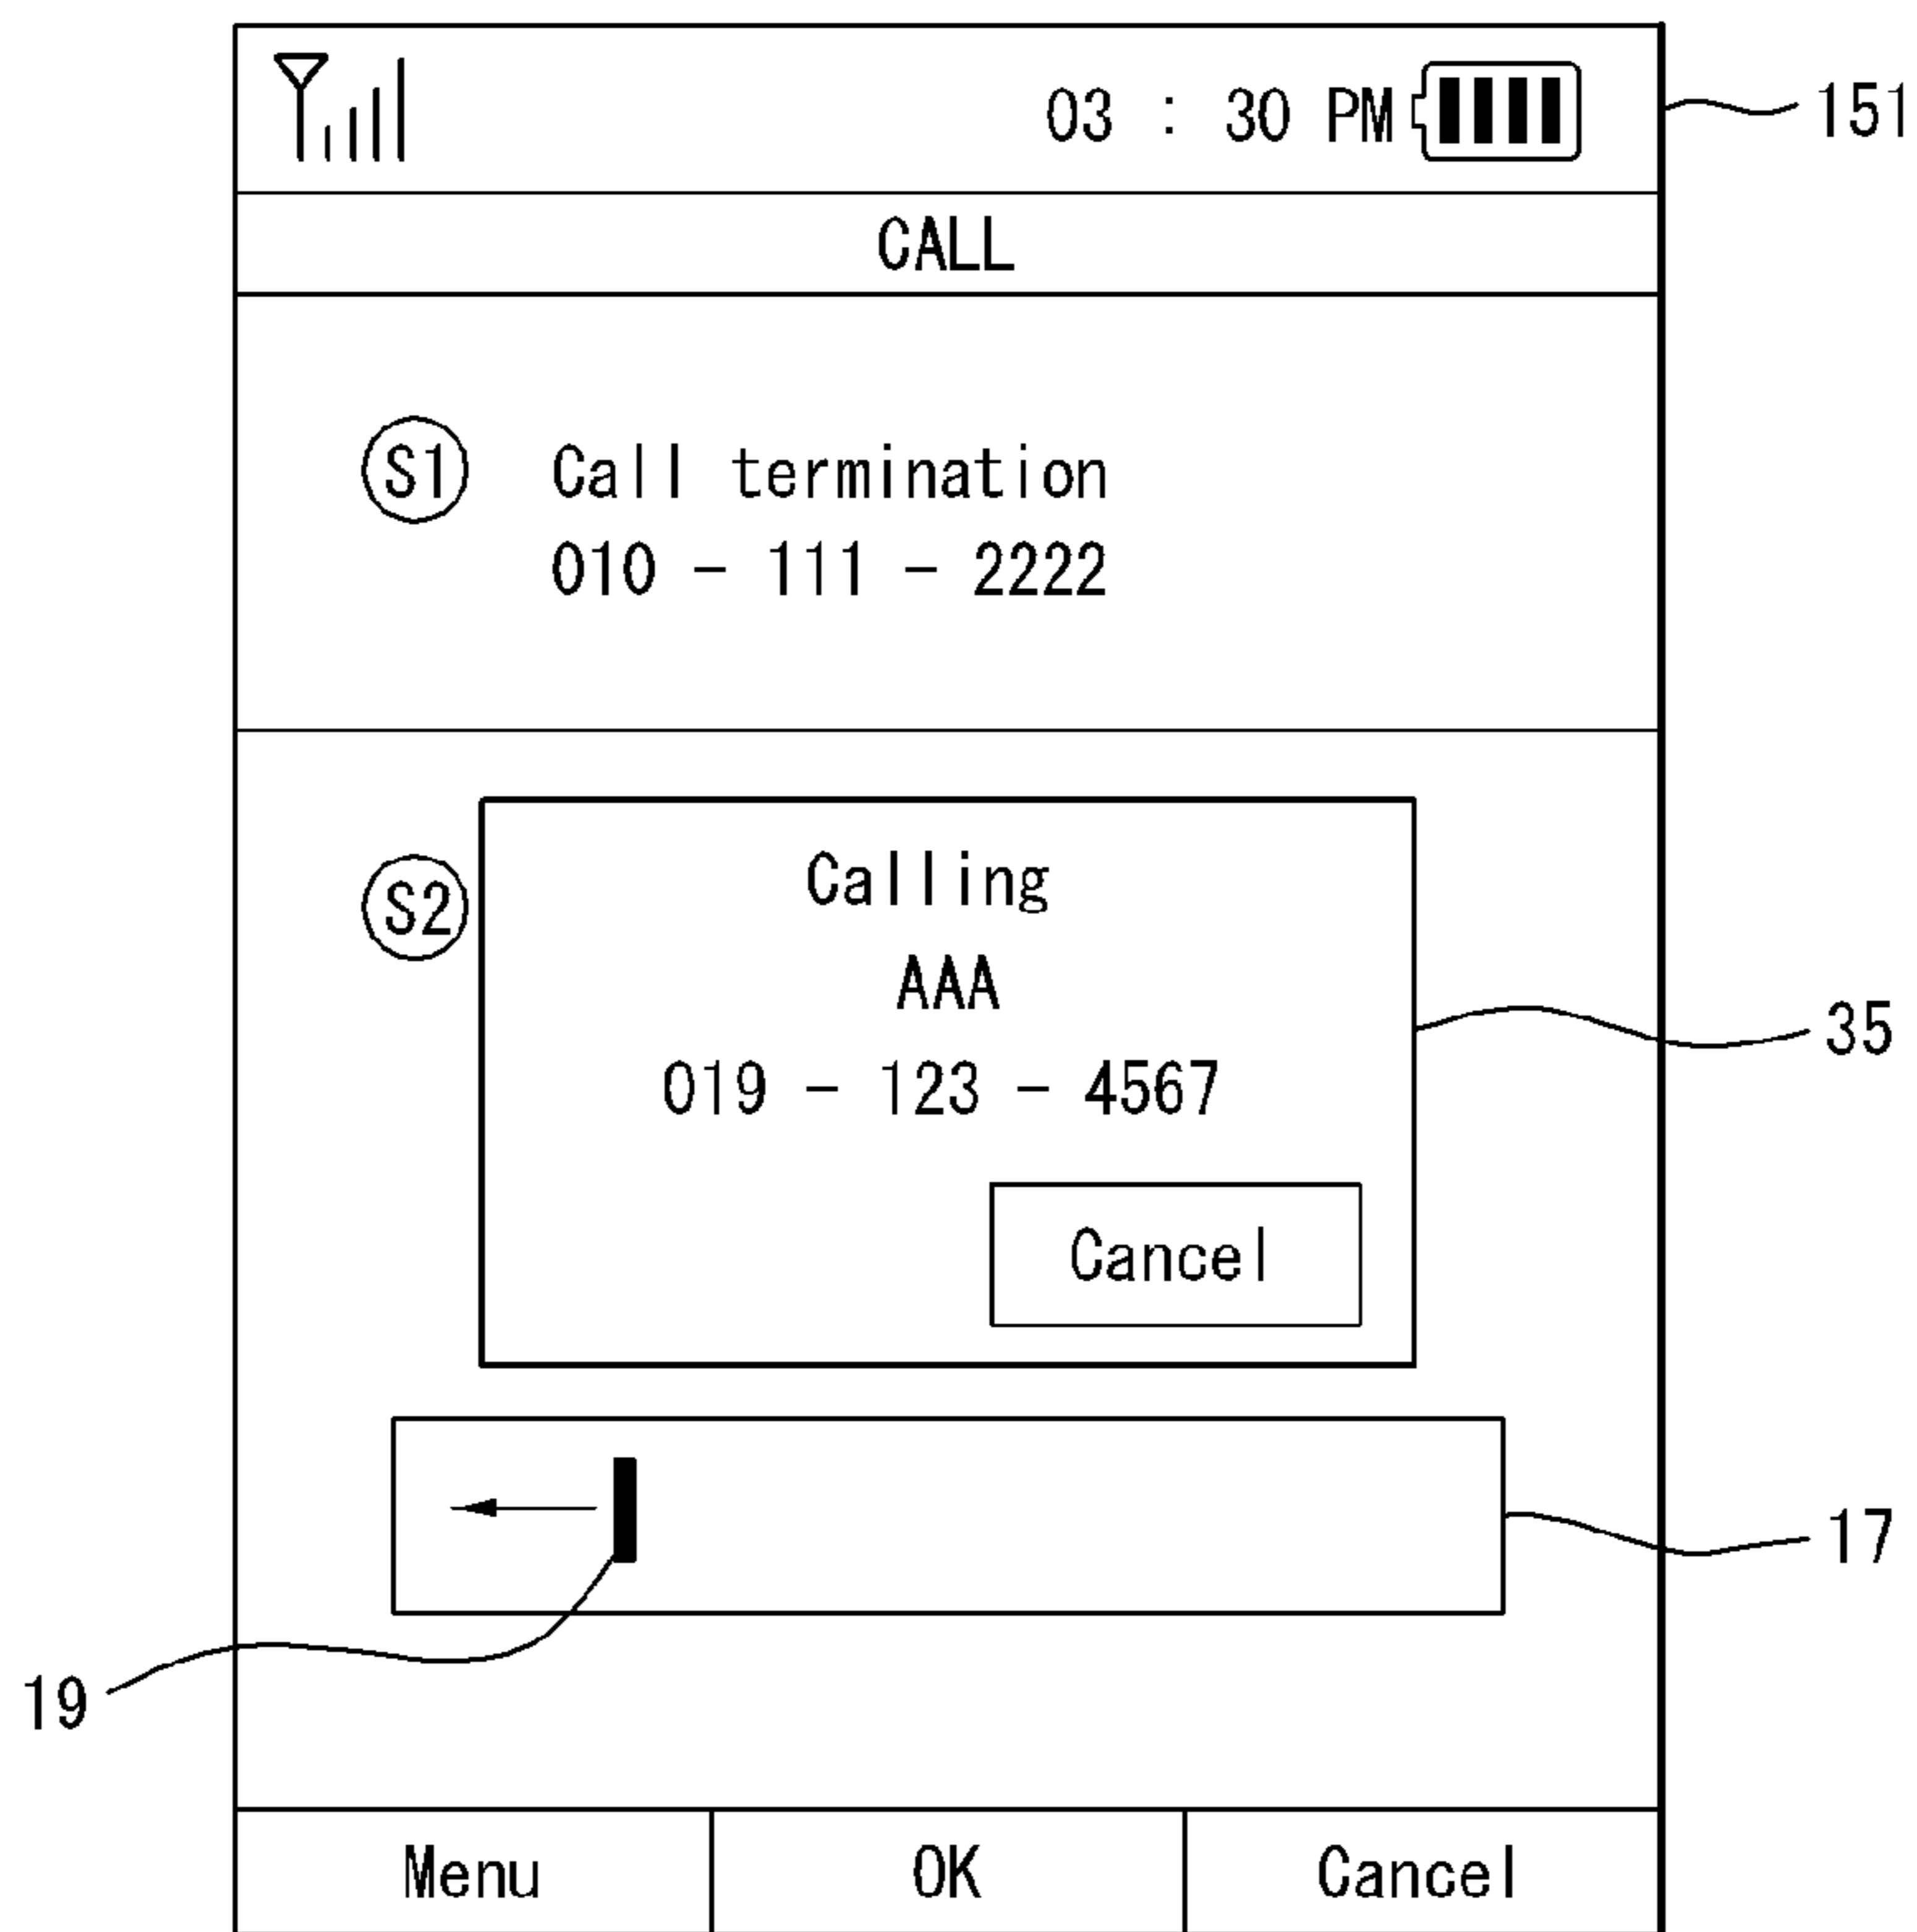 03 : 30 PM
151
CALL
S1 Call termination
010 - 111 - 2222
S2
Calling
AAA
35
019 - 123 - 4567
Cancel
17
19
Menu OK Cancel